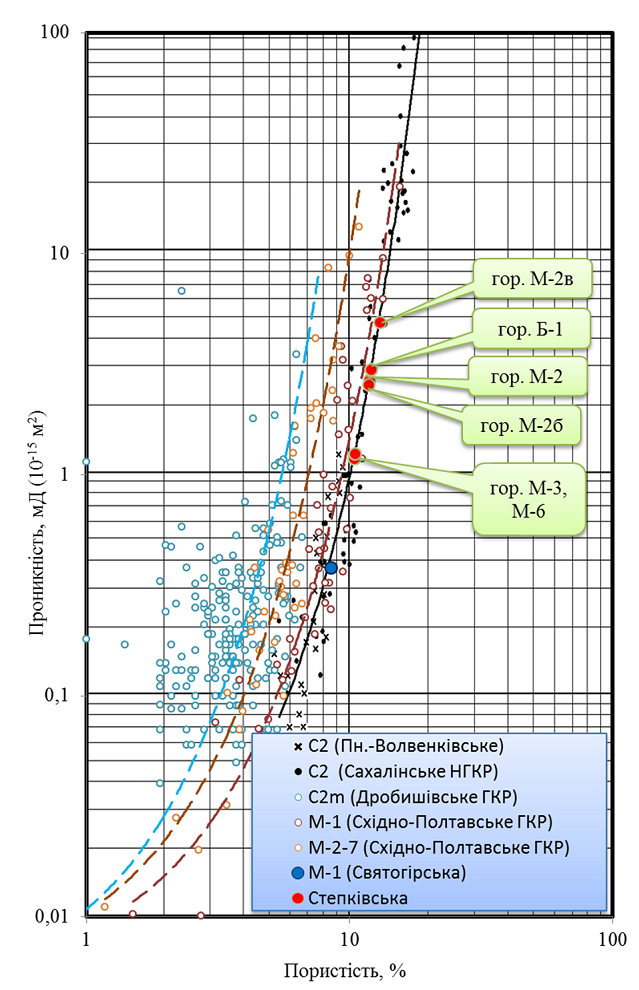 100
10
1
0,1
0,01
Проникність, мД (10⁻¹⁵ м²)
гор. М-2в
гор. Б-1
гор. М-2
гор. М-2б
гор. М-3,
М-6
С2 (Пн.-Волвенківське)
С2 (Сахалінське НГКР)
С2m (Дробишівське ГКР)
М-1 (Східно-Полтавське ГКР)
М-2-7 (Східно-Полтавське ГКР)
М-1 (Святогірська)
Степківська
1
10
100
Пористість, %